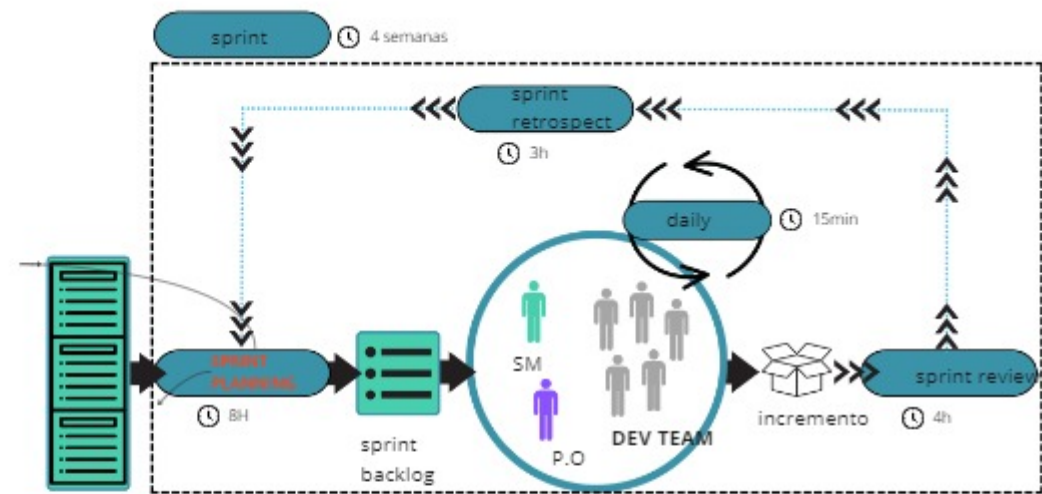 sprint
4 semanas
sprint
retrospect
3h
daily
15min
SPRINT
PLANNING
8H
sprint
backlog
SM
P.O
DEV TEAM
incremento
sprint review
4h